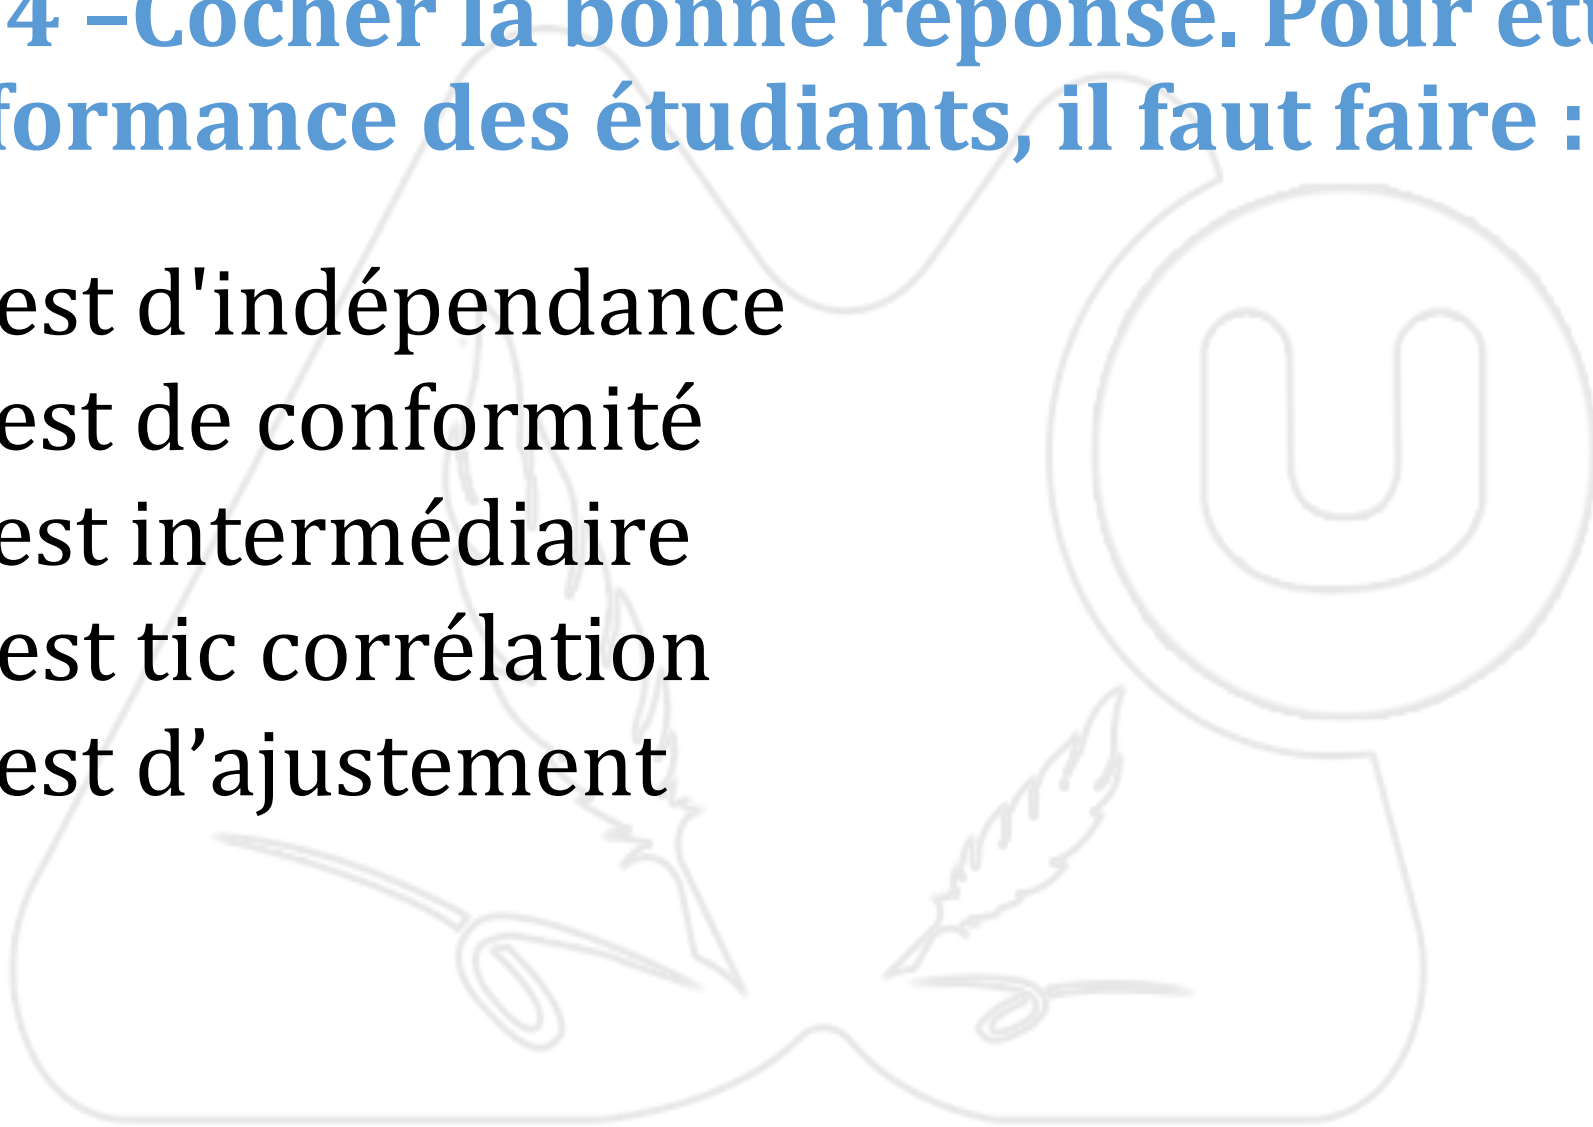 4 –Cocher la bonne réponse. Pour étu
formance des étudiants, il faut faire :
est d'indépendance
est de conformité
est intermédiaire
est tic corrélation
est d’ajustement
U